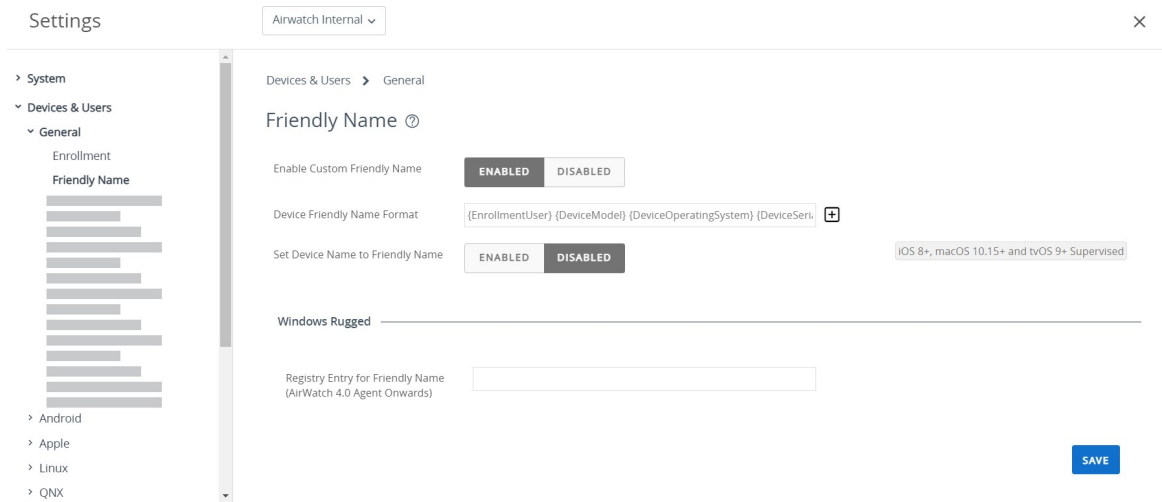 Settings
Airwatch Internal
System
Devices & Users
General
Enrollment
Friendly Name
Android
Apple
Linux
QNX
Devices & Users > General
Friendly Name
Enable Custom Friendly Name
ENABLED DISABLED
Device Friendly Name Format
{EnrollmentUser} {DeviceModel} {DeviceOperatingSystem}
Set Device Name to Friendly Name
ENABLED DISABLED
iOS 8+, macOS 10.15+ and tvOS 9+ Supervised
Windows Rugged
Registry Entry for Friendly Name
(AirWatch 4.0 Agent Onwards)
SAVE